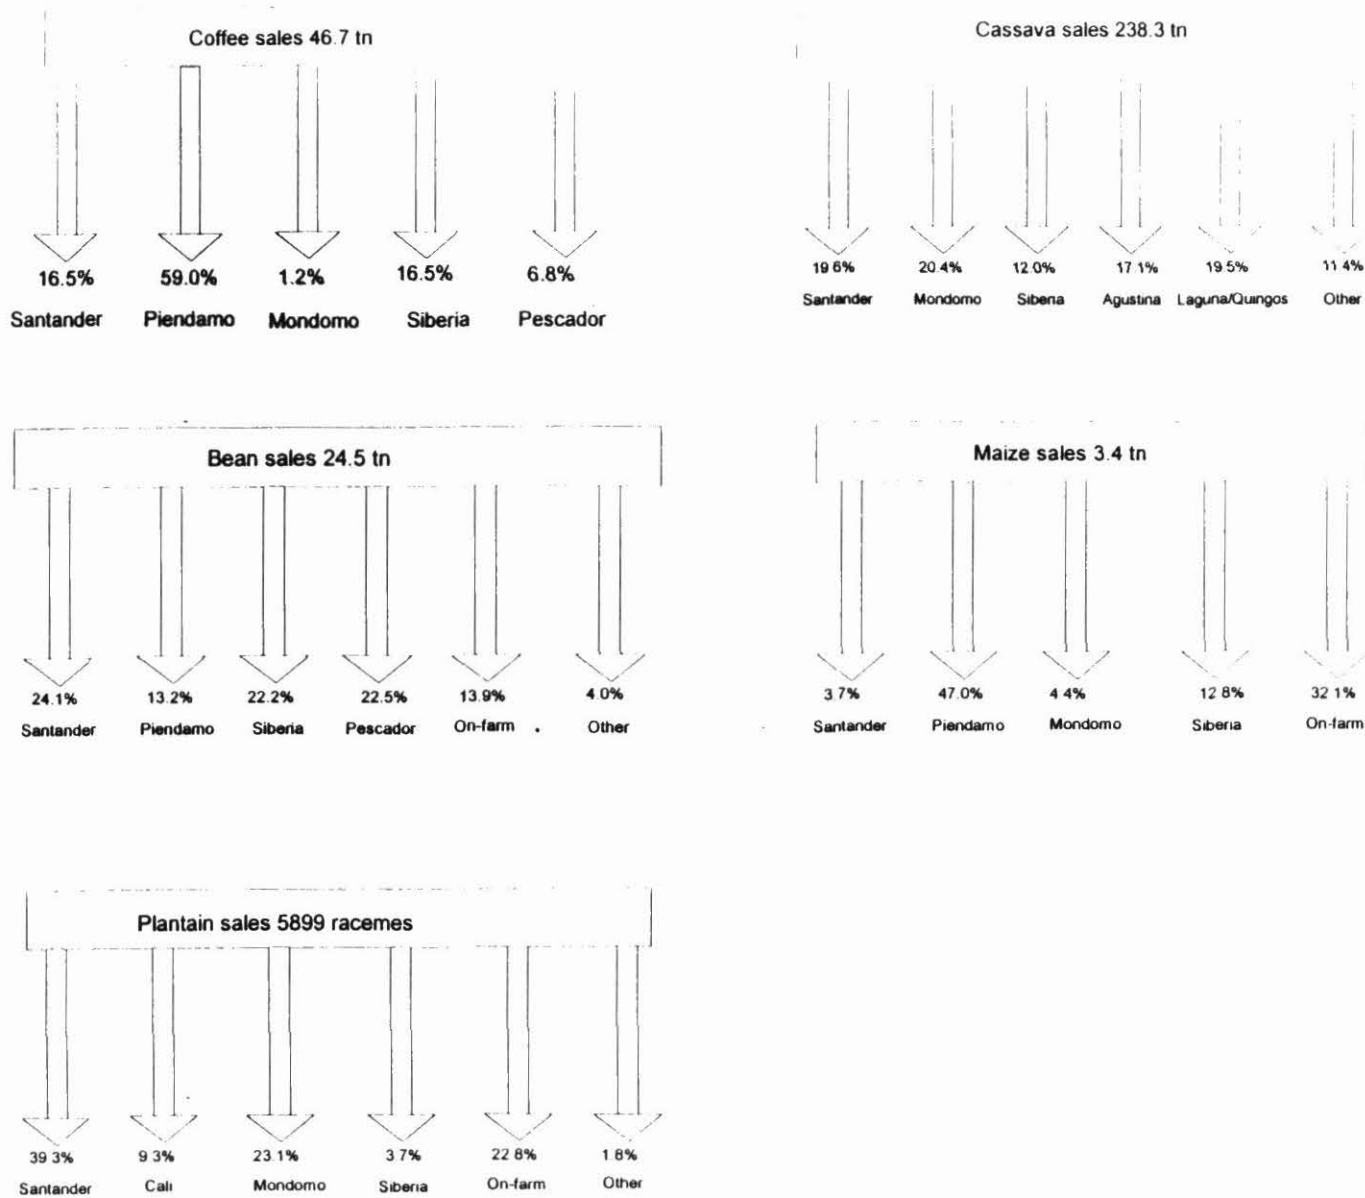 Coffee sales 46.7 tn
16.5% 59.0% 1.2% 16.5% 6.8%
Santander Piendamo Mondomo Siberia Pescador
Cassava sales 238.3 tn
19.6% 20.4% 12.0% 17.1% 19.5% 11.4%
Santander Mondomo Siberia Agustina Laguna/Quingos Other
Bean sales 24.5 tn
24.1% 13.2% 22.2% 22.5% 13.9% 4.0%
Santander Piendamo Siberia Pescador On-farm Other
Maize sales 3.4 tn
3.7% 47.0% 4.4% 12.8% 32.1%
Santander Piendamo Mondomo Siberia On-farm
Plantain sales 5899 racemes
39.3% 9.3% 23.1% 3.7% 22.8% 1.8%
Santander Cali Mondomo Siberia On-farm Other